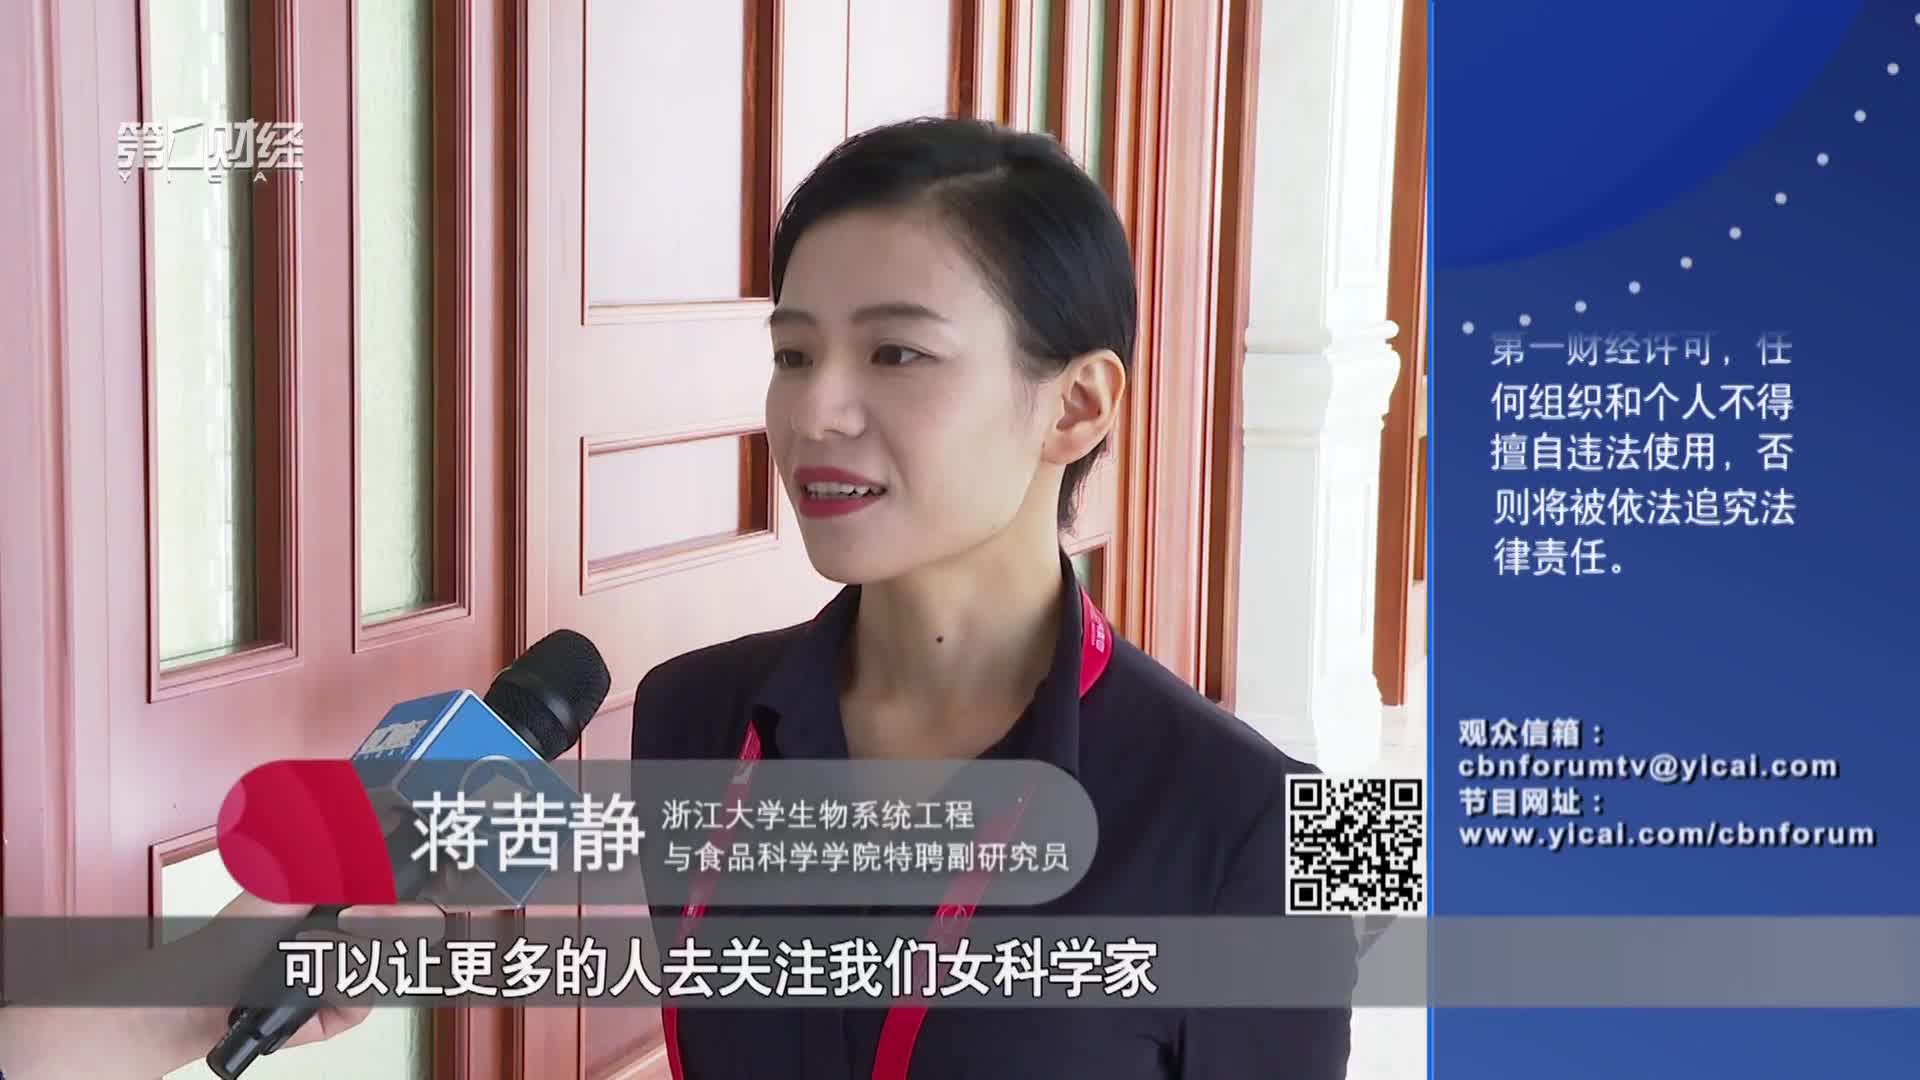 第一财经
YICAI
第一财经许可，任
何组织和个人不得
擅自违法使用，否
则将被依法追究法
律责任。
观众信箱：
cbnforumtv@yicai.com
节目网址：
www.yicai.com/cbnforum
蒋茜静
浙江大学生物系统工程
与食品科学学院特聘副研究员
可以让更多的人去关注我们女科学家